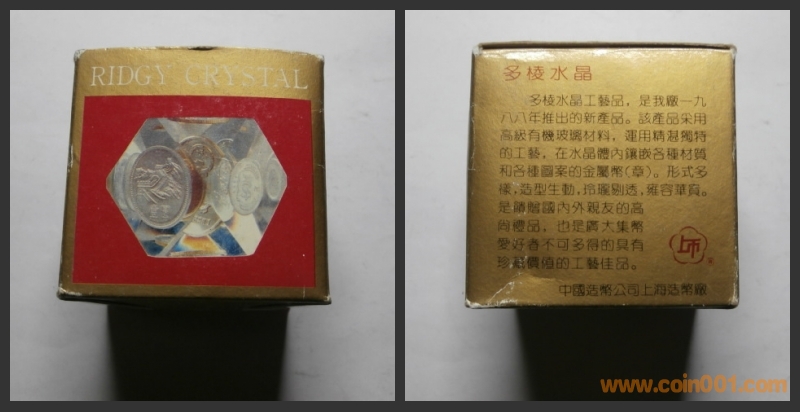 RIDGY CRYSTAL
多棱水晶
多棱水晶工藝品，是我廠一九
八八年推出的新產品。該產品采用
高級有機玻璃材料，運用精湛獨特
的工藝，在水晶體內鑲嵌各種材質
和各種圖案的金屬幣（章）。形式多
樣，造型生動，玲瓏剔透，雍容華貴。
是饋贈國內外親友的高
尚禮品，也是廣大集幣
愛好者不可多得的具有
珍藏價值的工藝佳品。
上币
中國造幣公司上海造幣廠
www.coin001.com